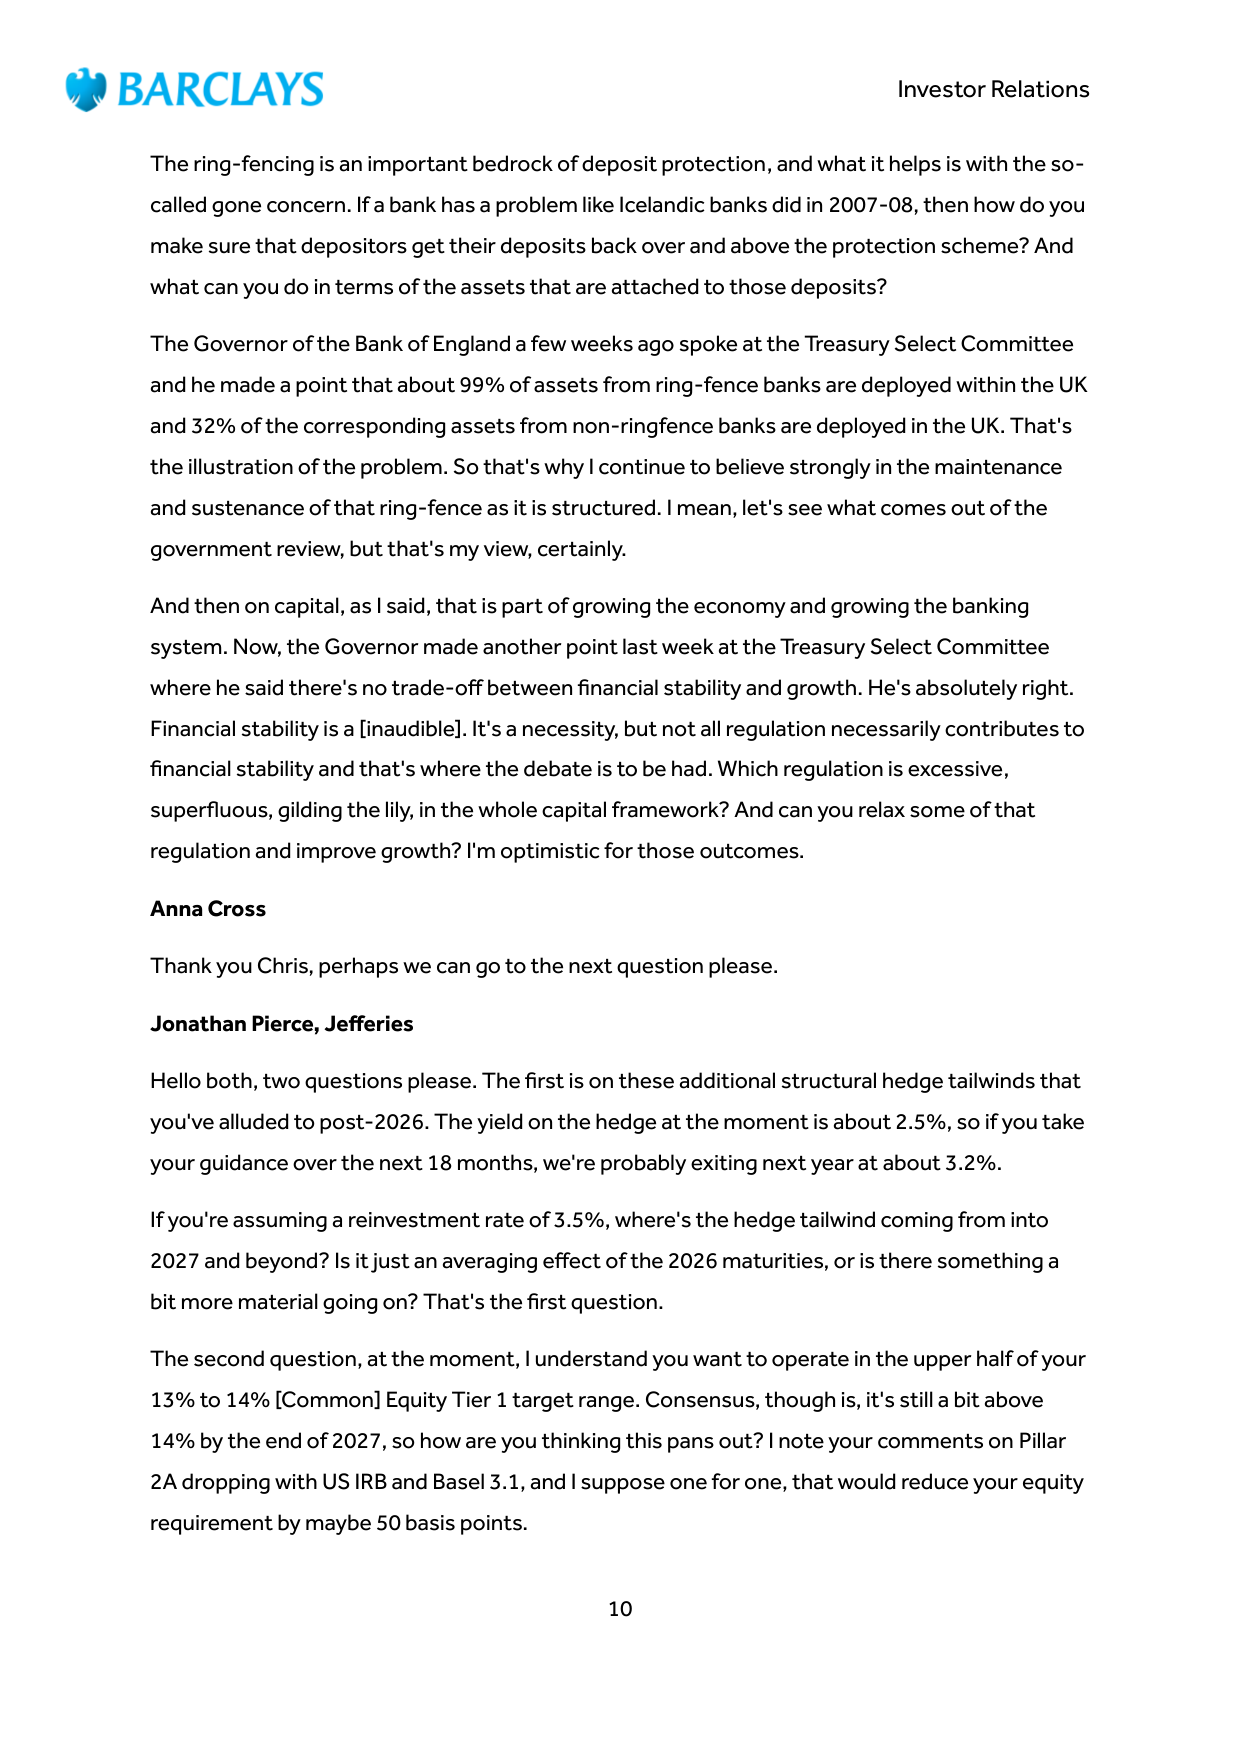 BARCLAYS
Investor Relations
The ring-fencing is an important bedrock of deposit protection, and what it helps is with the so-
called gone concern. If a bank has a problem like Icelandic banks did in 2007-08, then how do you
make sure that depositors get their deposits back over and above the protection scheme? And
what can you do in terms of the assets that are attached to those deposits?
The Governor of the Bank of England a few weeks ago spoke at the Treasury Select Committee
and he made a point that about 99% of assets from ring-fence banks are deployed within the UK
and 32% of the corresponding assets from non-ringfence banks are deployed in the UK. That's
the illustration of the problem. So that's why I continue to believe strongly in the maintenance
and sustenance of that ring-fence as it is structured. I mean, let's see what comes out of the
government review, but that's my view, certainly.
And then on capital, as I said, that is part of growing the economy and growing the banking
system. Now, the Governor made another point last week at the Treasury Select Committee
where he said there's no trade-off between financial stability and growth. He's absolutely right.
Financial stability is a [inaudible]. It's a necessity, but not all regulation necessarily contributes to
financial stability and that's where the debate is to be had. Which regulation is excessive,
superfluous, gilding the lily, in the whole capital framework? And can you relax some of that
regulation and improve growth? I'm optimistic for those outcomes.
Anna Cross
Thank you Chris, perhaps we can go to the next question please.
Jonathan Pierce, Jefferies
Hello both, two questions please. The first is on these additional structural hedge tailwinds that
you've alluded to post-2026. The yield on the hedge at the moment is about 2.5%, so if you take
your guidance over the next 18 months, we're probably exiting next year at about 3.2%.
If you're assuming a reinvestment rate of 3.5%, where's the hedge tailwind coming from into
2027 and beyond? Is it just an averaging effect of the 2026 maturities, or is there something a
bit more material going on? That's the first question.
The second question, at the moment, I understand you want to operate in the upper half of your
13% to 14% [Common] Equity Tier 1 target range. Consensus, though is, it's still a bit above
14% by the end of 2027, so how are you thinking this pans out? I note your comments on Pillar
2A dropping with US IRB and Basel 3.1, and I suppose one for one, that would reduce your equity
requirement by maybe 50 basis points.
10